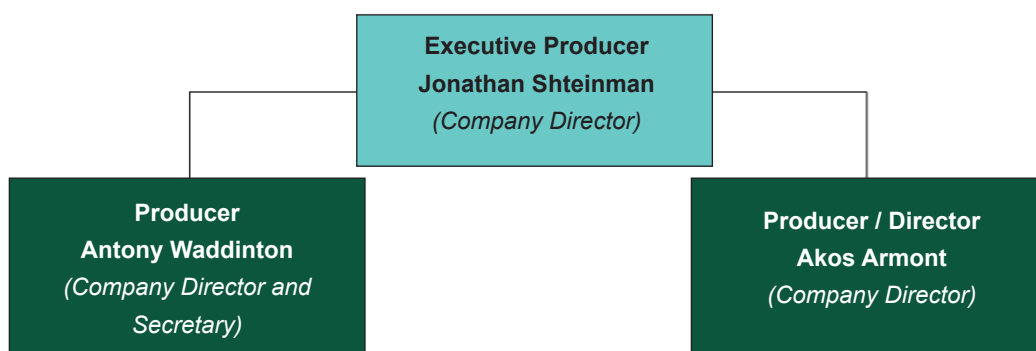 Executive Producer
Jonathan Shteinman
(Company Director)
Producer
Antony Waddinton
(Company Director and
Secretary)
Producer / Director
Akos Armont
(Company Director)